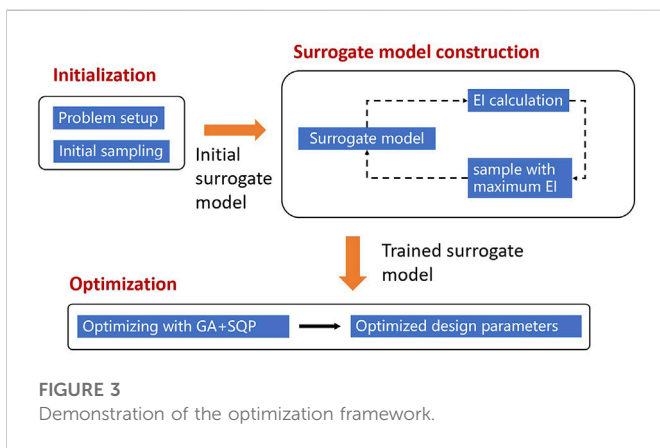 Surrogate model construction
Initialization
Problem setup
Initial sampling
Initial
surrogate
model
EI calculation
Surrogate model
sample with
maximum EI
Trained surrogate
model
Optimization
Optimizing with GA+SQP
Optimized design parameters
FIGURE 3
Demonstration of the optimization framework.